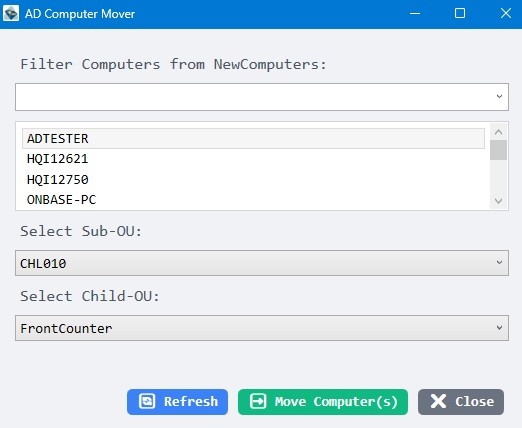 AD Computer Mover
Filter Computers from NewComputers:
ADTESTER
HQI12621
HQI12750
ONBASE-PC
Select Sub-OU:
CHL010
Select Child-OU:
FrontCounter
Refresh Move Computer(s) Close